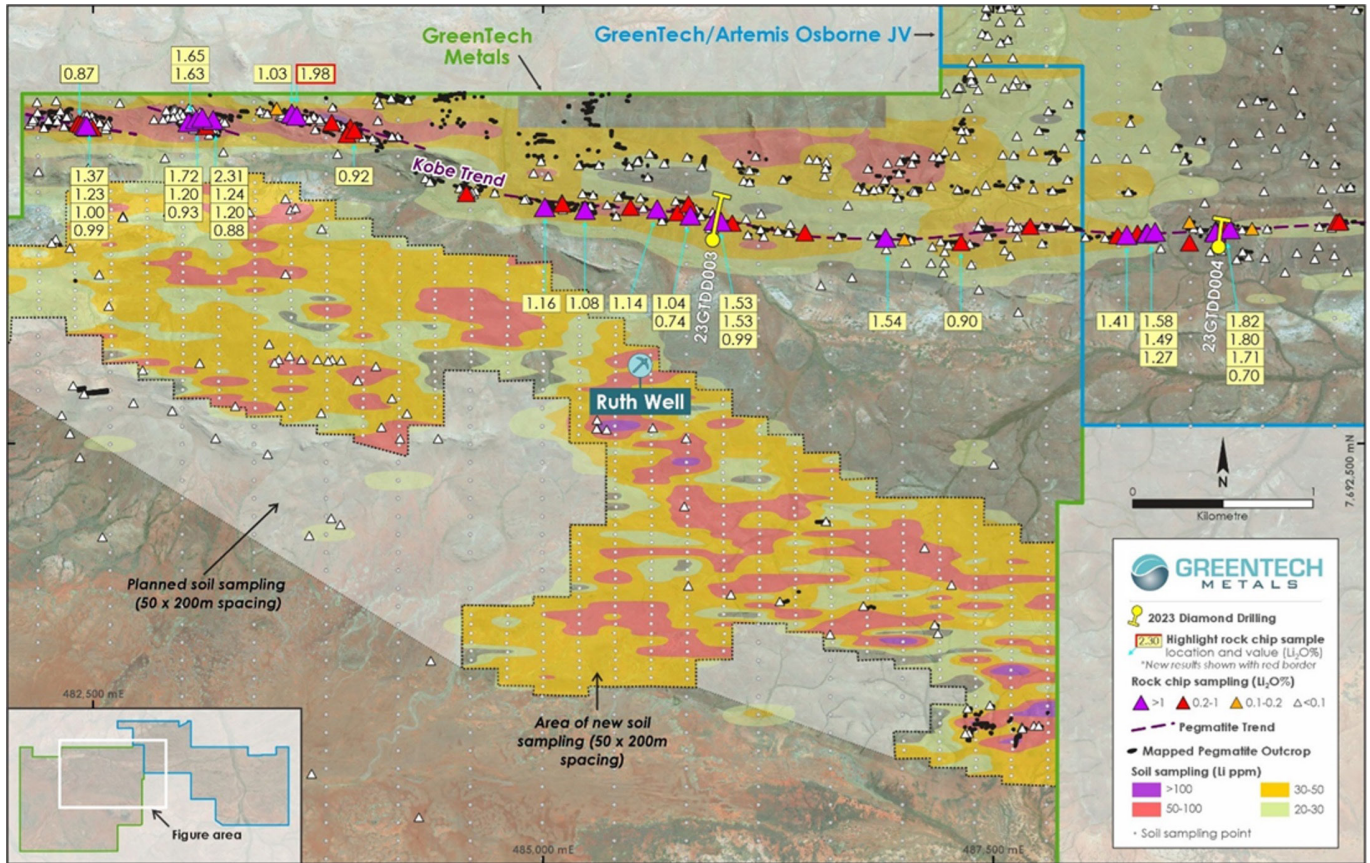 GreenTech
Metals
GreenTech/Artemis Osborne JV
0.87
1.65
1.63
1.03
1.98
1.37
1.23
1.00
0.99
1.72
1.20
0.93
2.31
1.24
1.20
0.88
0.92
Kobe Trend
1.16
1.08
1.14
1.04
0.74
23GTDD003
1.53
1.53
0.99
1.54
0.90
1.41
1.58
1.49
1.27
23GTDD004
1.82
1.80
1.71
0.70
Ruth Well
N
0
1
Kilometre
7,692,500 mN
Planned soil sampling
(50 x 200m spacing)
Area of new soil
sampling (50 x 200m
spacing)
482,500 mE
485,000 mE
487,500 mE
Figure area
GREENTECH
METALS
2023 Diamond Drilling
2.30
Highlight rock chip sample
location and value (Li₂O%)
*New results shown with red border
Rock chip sampling (Li₂O%)
>1
0.2-1
0.1-0.2
<0.1
Pegmatite Trend
Mapped Pegmatite Outcrop
Soil sampling (Li ppm)
>100
30-50
50-100
20-30
Soil sampling point